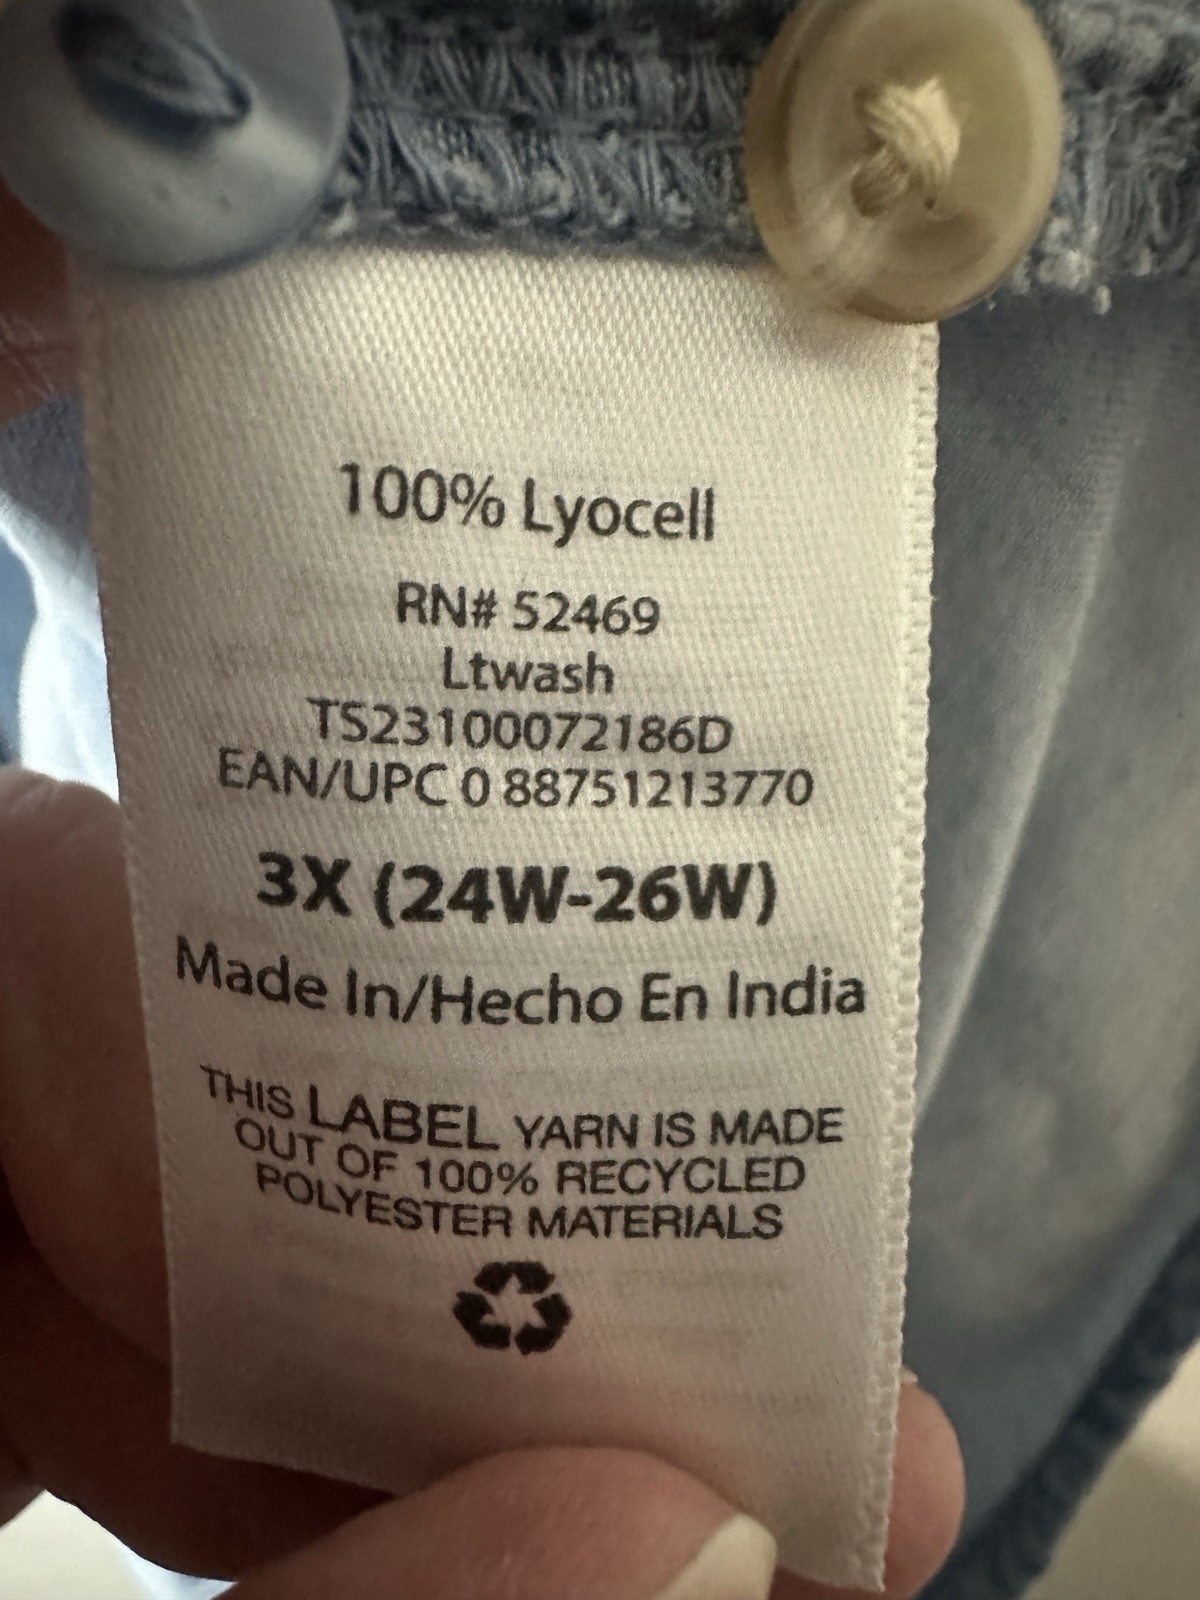 100% Lyocell
RN# 52469
Ltwash
TS23100072186D
EAN/UPC 0 88751213770
3X (24W-26W)
Made In/Hecho En India
THIS LABEL YARN IS MADE
OUT OF 100% RECYCLED
POLYESTER MATERIALS